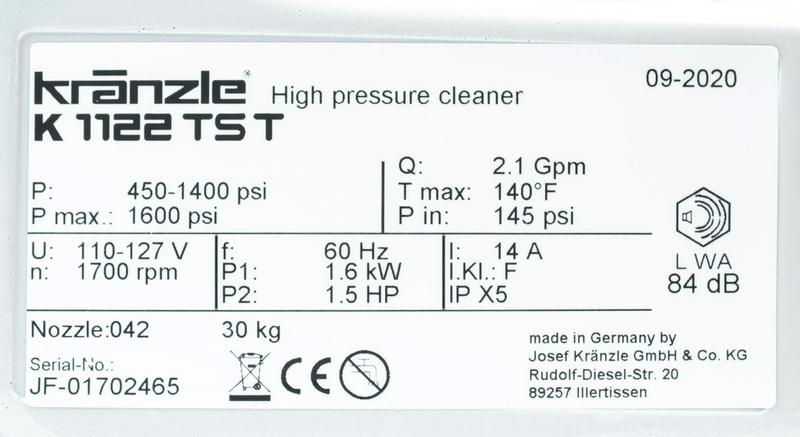 kränzle® High pressure cleaner 09-2020
K 1122 TS T
P: 450-1400 psi
P max.: 1600 psi
Q: 2.1 Gpm
T max: 140°F
P in: 145 psi
U: 110-127 V
n: 1700 rpm
f: 60 Hz
P1: 1.6 kW
P2: 1.5 HP
I: 14 A
I.Kl.: F
IP X5
L WA
84 dB
Nozzle:042 30 kg
Serial-No.:
JF-01702465
CE
made in Germany by
Josef Kränzle GmbH & Co. KG
Rudolf-Diesel-Str. 20
89257 Illertissen